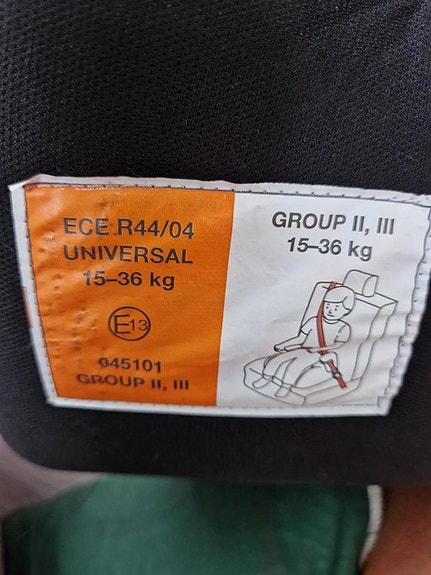 ECE R44/04
UNIVERSAL
15–36 kg
E13
045101
GROUP II, III
GROUP II, III
15–36 kg